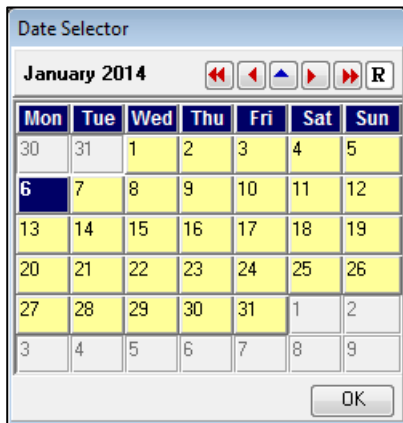 Date Selector
January 2014 R
Mon Tue Wed Thu Fri Sat Sun
30 31 1 2 3 4 5
6 7 8 9 10 11 12
13 14 15 16 17 18 19
20 21 22 23 24 25 26
27 28 29 30 31 1 2
3 4 5 6 7 8 9
OK